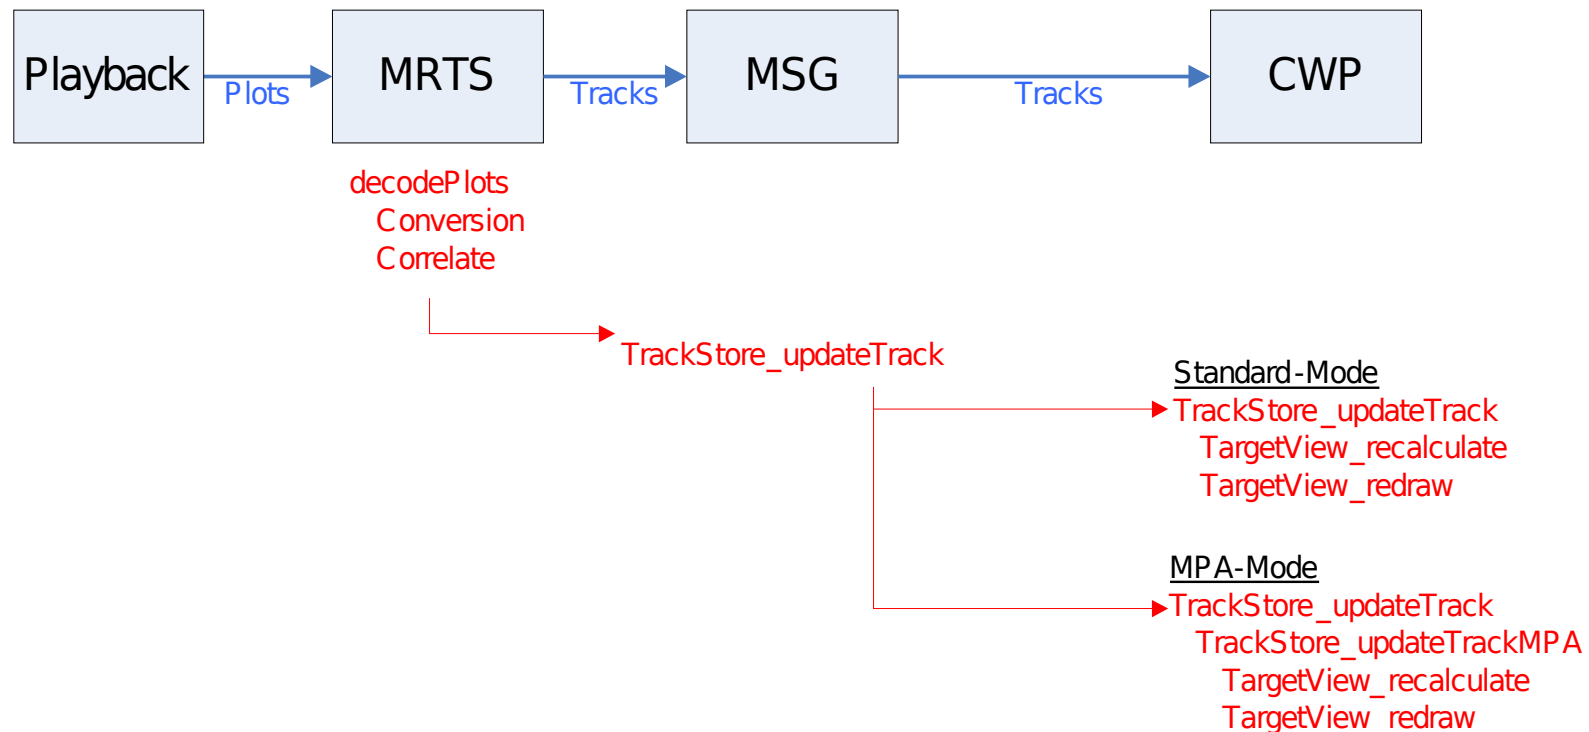 Playback
MRTS
MSG
CWP
Plots
Tracks
Tracks
decodePlots
Conversion
Correlate
TrackStore_updateTrack
Standard-Mode
TrackStore_updateTrack
TargetView_recalculate
TargetView_redraw
MPA-Mode
TrackStore_updateTrack
TrackStore_updateTrackMPA
TargetView_recalculate
TargetView_redraw